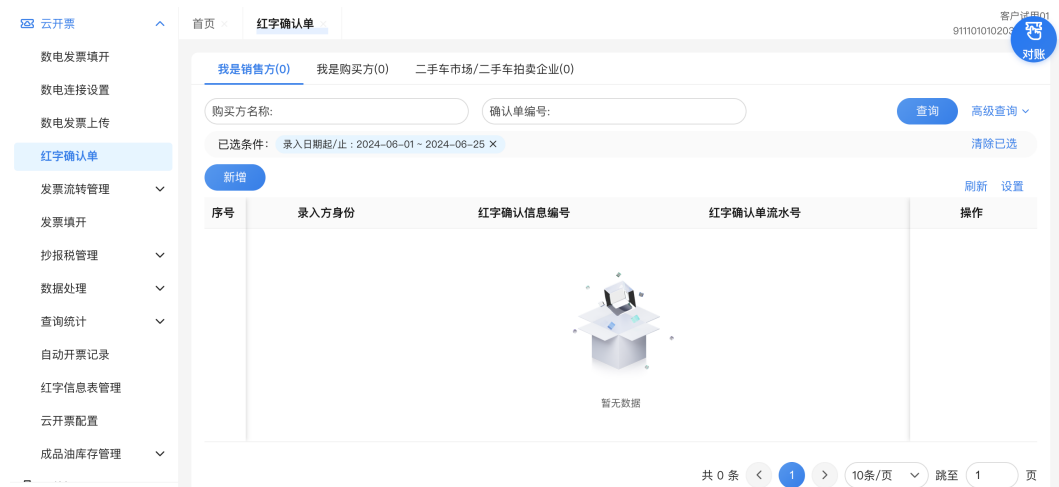 云开票
数电发票填开
数电连接设置
数电发票上传
红字确认单
发票流转管理
发票填开
抄报税管理
数据处理
查询统计
自动开票记录
红字信息表管理
云开票配置
成品油库存管理
首页 × 红字确认单 ×
客户试用01
911101010203
对账
我是销售方(0) 我是购买方(0) 二手车市场/二手车拍卖企业(0)
购买方名称: 确认单编号: 查询 高级查询
已选条件: 录入日期起/止：2024-06-01 ~ 2024-06-25 × 清除已选
新增
刷新 设置
序号 录入方身份 红字确认信息编号 红字确认单流水号 操作
暂无数据
共 0 条 < 1 > 10条/页 跳至 1 页